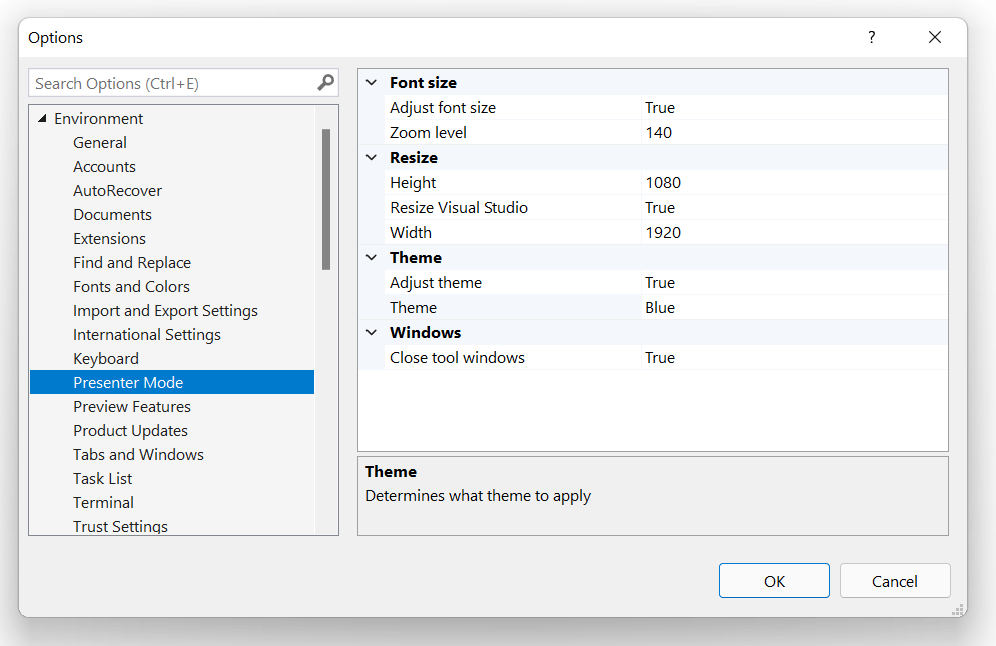 Options
?
Search Options (Ctrl+E)
Environment
General
Accounts
AutoRecover
Documents
Extensions
Find and Replace
Fonts and Colors
Import and Export Settings
International Settings
Keyboard
Presenter Mode
Preview Features
Product Updates
Tabs and Windows
Task List
Terminal
Trust Settings
Font size
Adjust font size True
Zoom level 140
Resize
Height 1080
Resize Visual Studio True
Width 1920
Theme
Adjust theme True
Theme Blue
Windows
Close tool windows True
Theme
Determines what theme to apply
OK Cancel